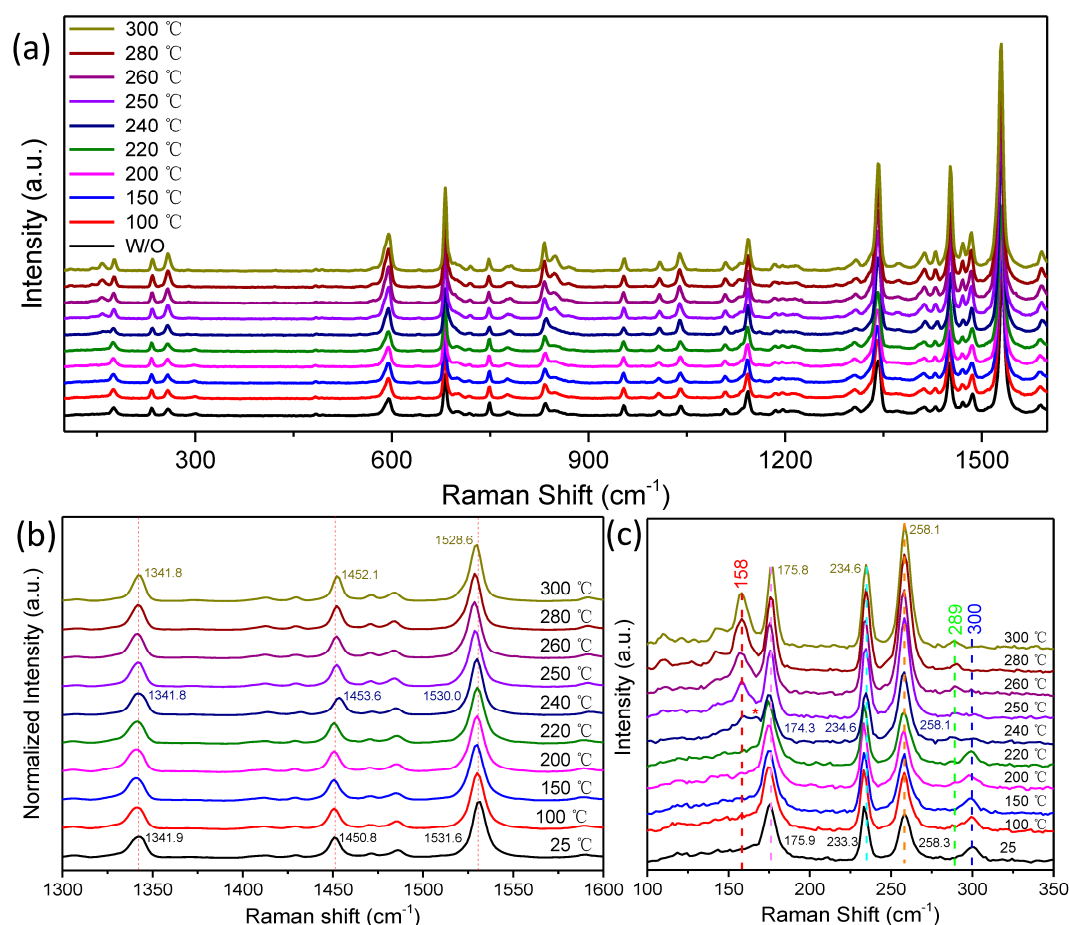 (a)
300 ℃
280 ℃
260 ℃
250 ℃
240 ℃
220 ℃
200 ℃
150 ℃
100 ℃
W/O
Intensity (a.u.)
300 600 900 1200 1500
Raman Shift (cm-1)
(b)
1528.6
1341.8 1452.1
300 ℃
280 ℃
260 ℃
250 ℃
1341.8 1453.6 1530.0
240 ℃
220 ℃
200 ℃
150 ℃
100 ℃
1341.9 1450.8 1531.6
25 ℃
Normalized Intensity (a.u.)
1300 1350 1400 1450 1500 1550 1600
Raman shift (cm-1)
(c)
258.1
158 175.8 234.6
289
300
300 ℃
280 ℃
260 ℃
250 ℃
*
174.3 234.6 258.1
240 ℃
220 ℃
200 ℃
150 ℃
100 ℃
175.9 233.3 258.3
25
Intensity (a.u.)
100 150 200 250 300 350
Raman Shift (cm-1)